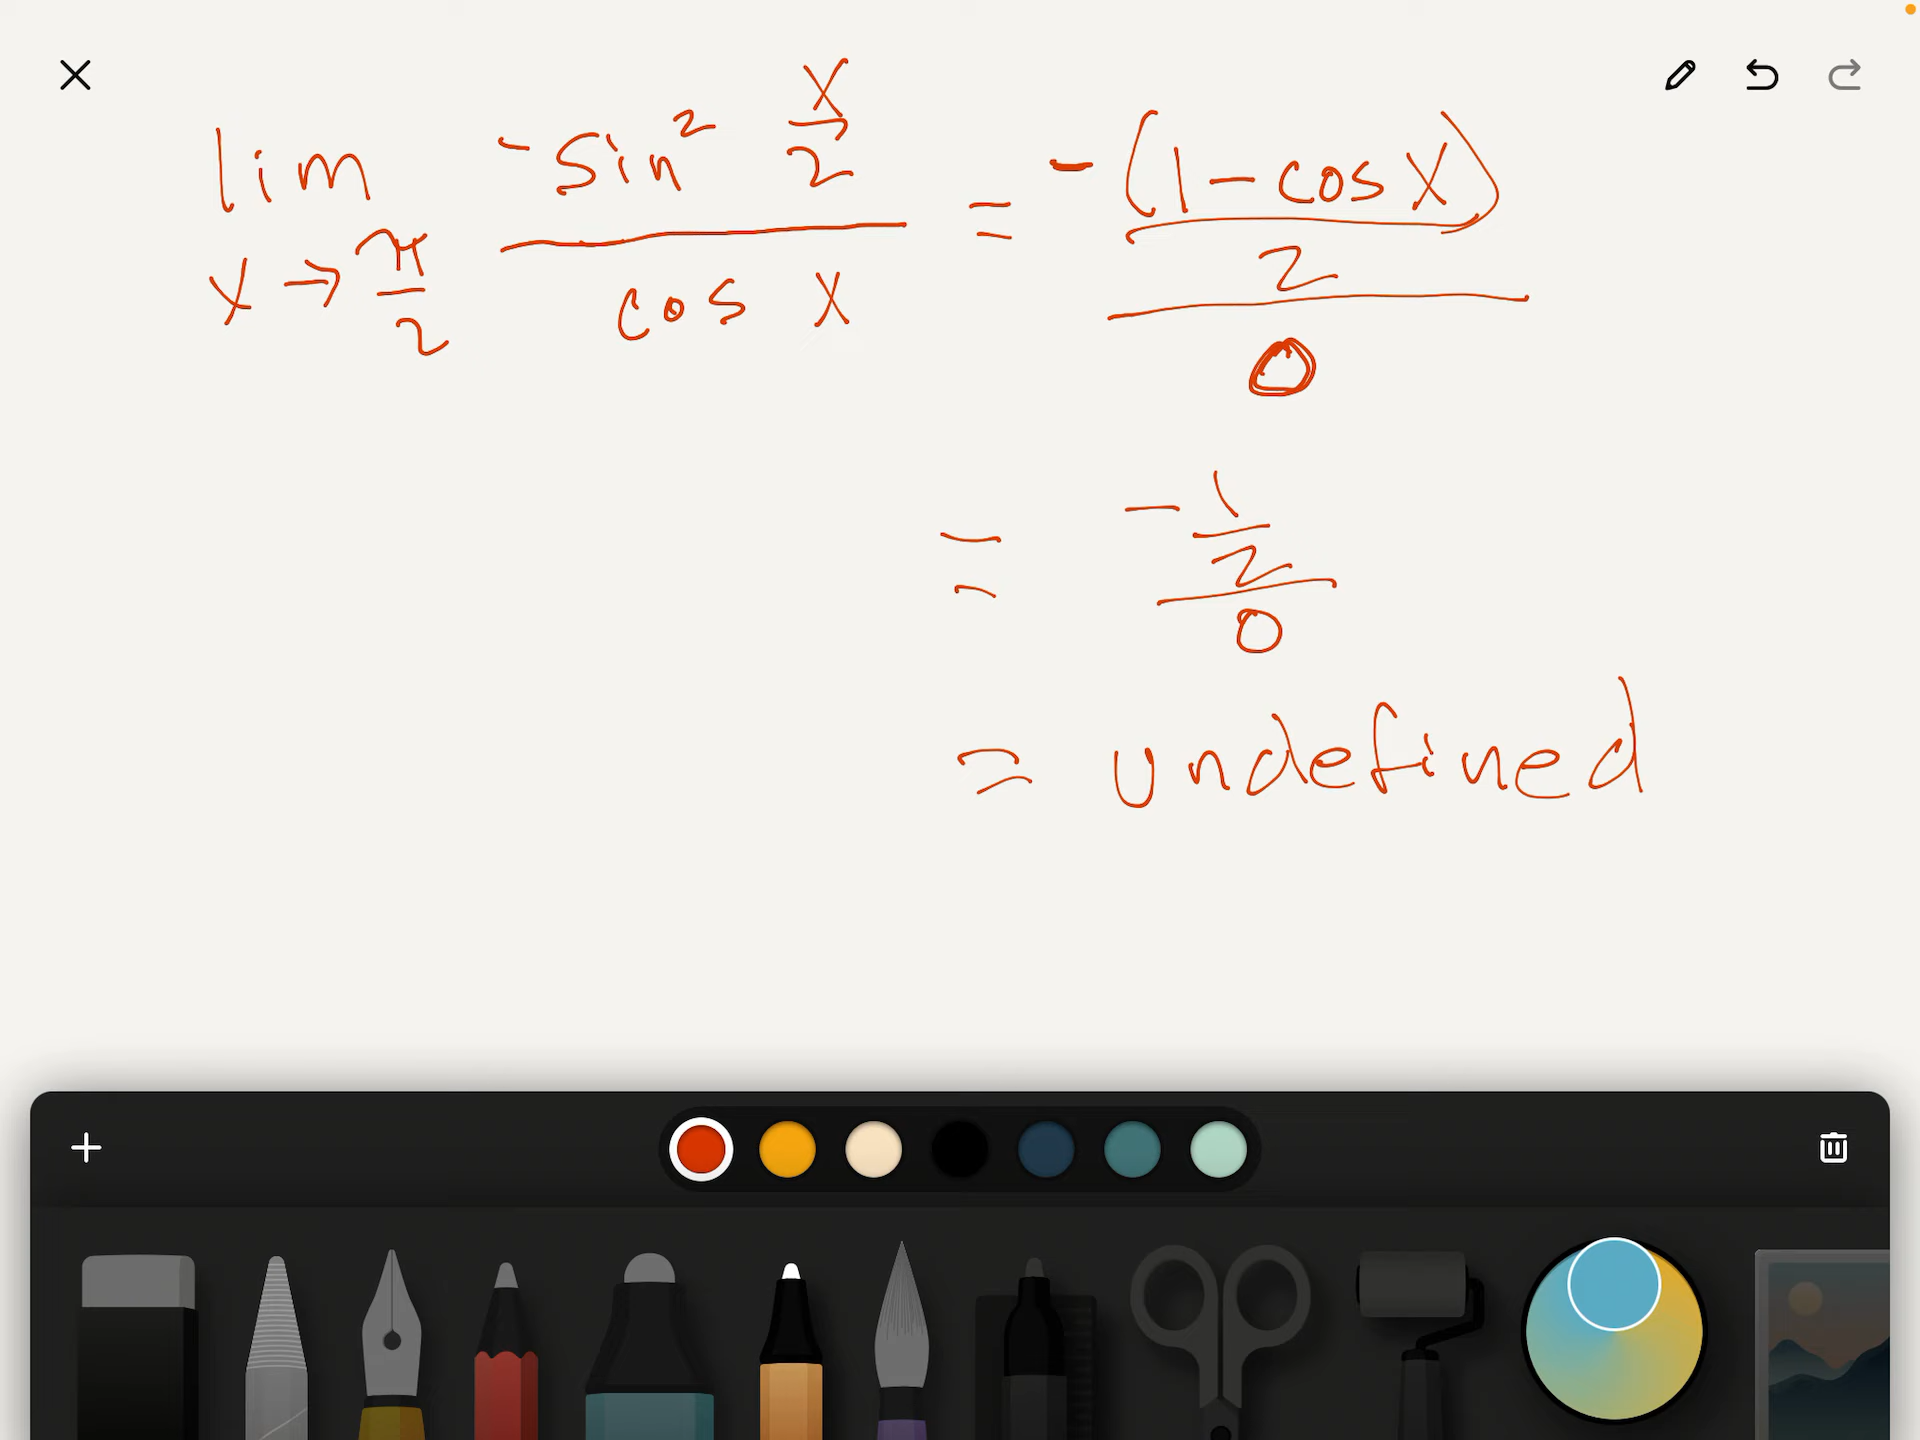 lim x→π/2 -sin² x/2 / cos x = -(1-cos x)/2 / 0
= -1/2 / 0
= undefined